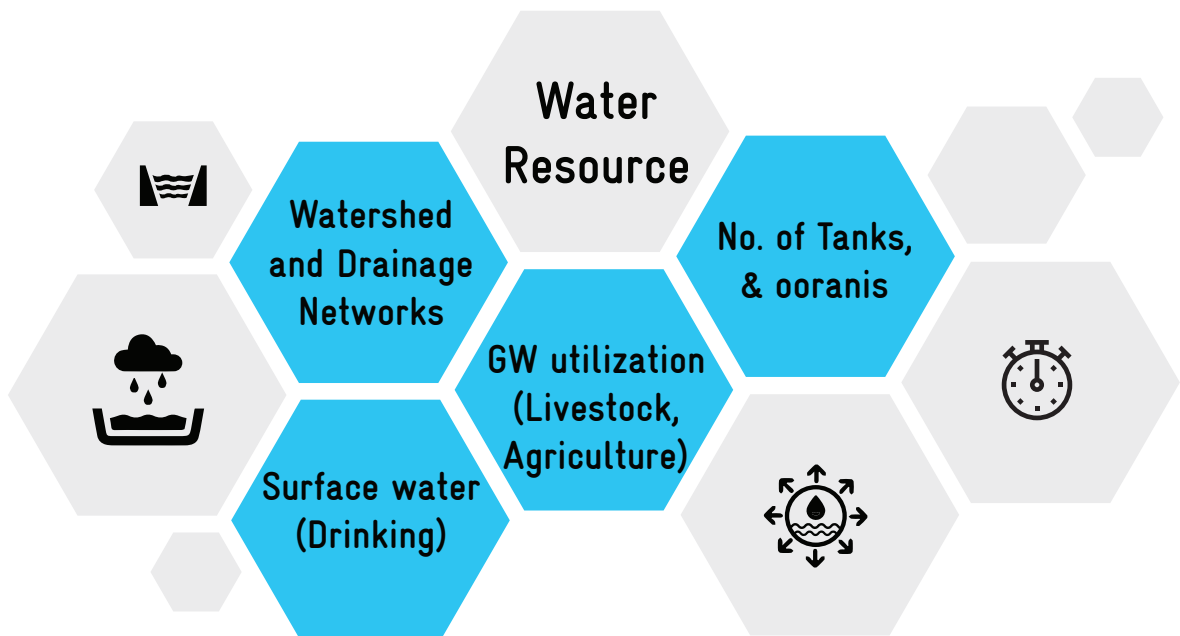 Water
Resource
Watershed
and Drainage
Networks
No. of Tanks,
& ooranis
GW utilization
(Livestock,
Agriculture)
Surface water
(Drinking)